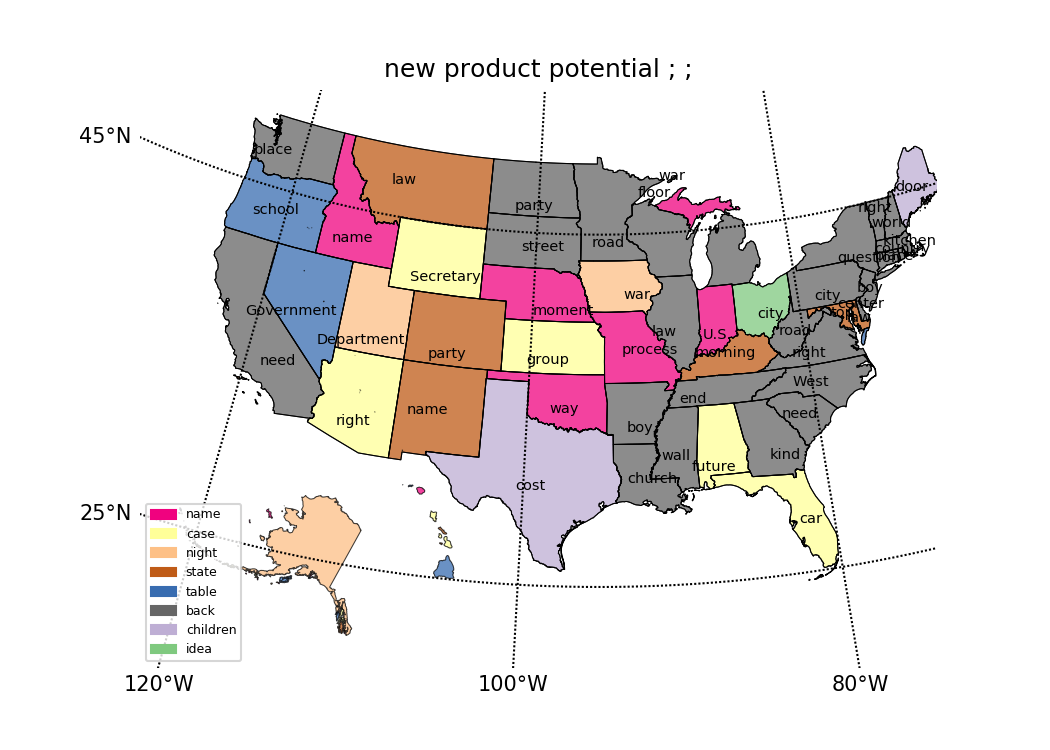 new product potential ; ;
45°N
25°N
120°W
100°W
80°W
place
law
school
name
party
war
floor
door
right
world
kitchen
street
road
Secretary
question
Government
Department
moment
war
city
city
boy
center
law
need
party
group
process
law
U.S.
morning
road
right
West
right
name
way
boy
end
need
wall
future
kind
church
cost
car
name
case
night
state
table
back
children
idea